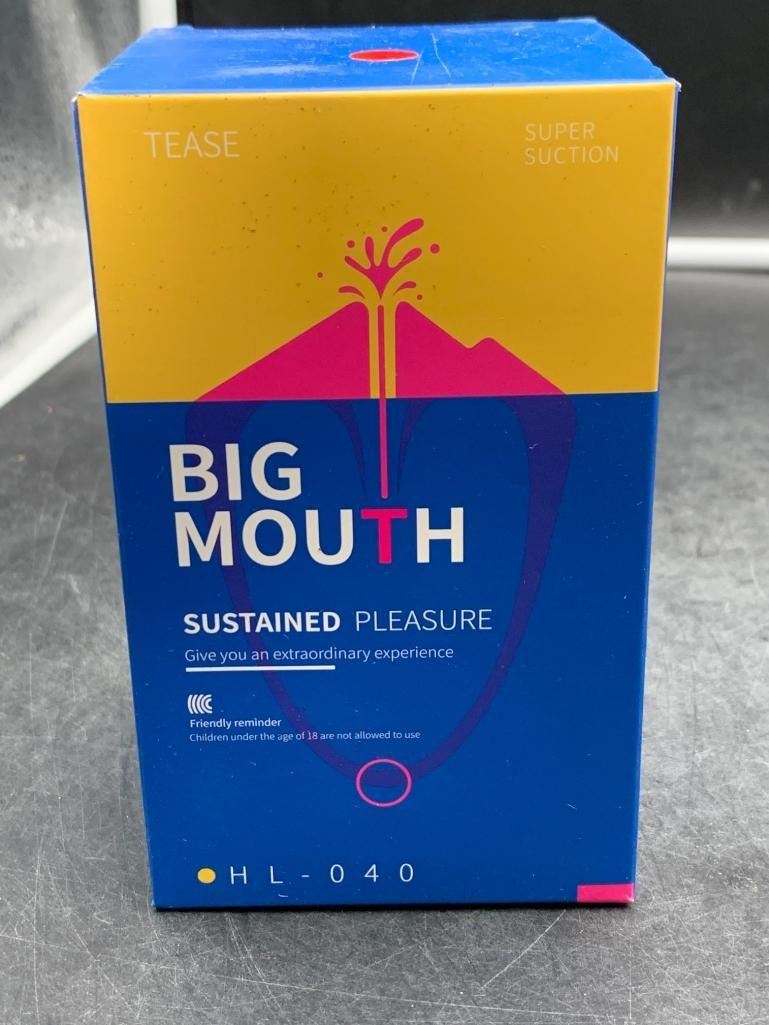 TEASE
SUPER
SUCTION
BIG
MOUTH
SUSTAINED PLEASURE
Give you an extraordinary experience
Friendly reminder
Children under the age of 18 are not allowed to use
HL-040